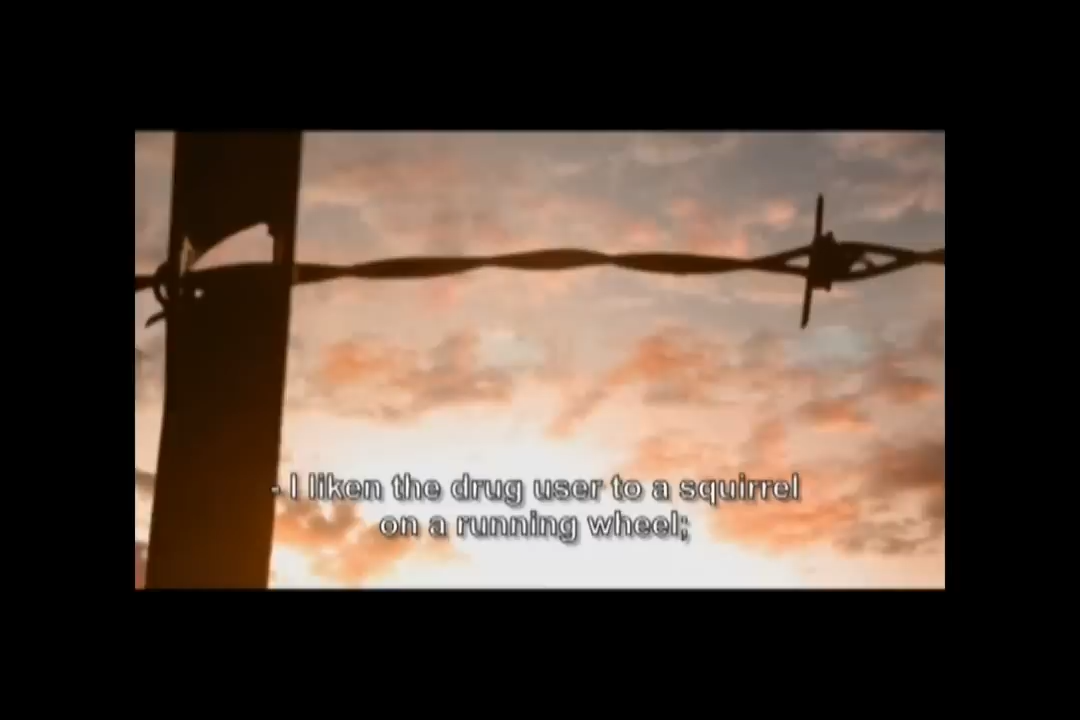 - I liken the drug user to a squirrel
on a running wheel;